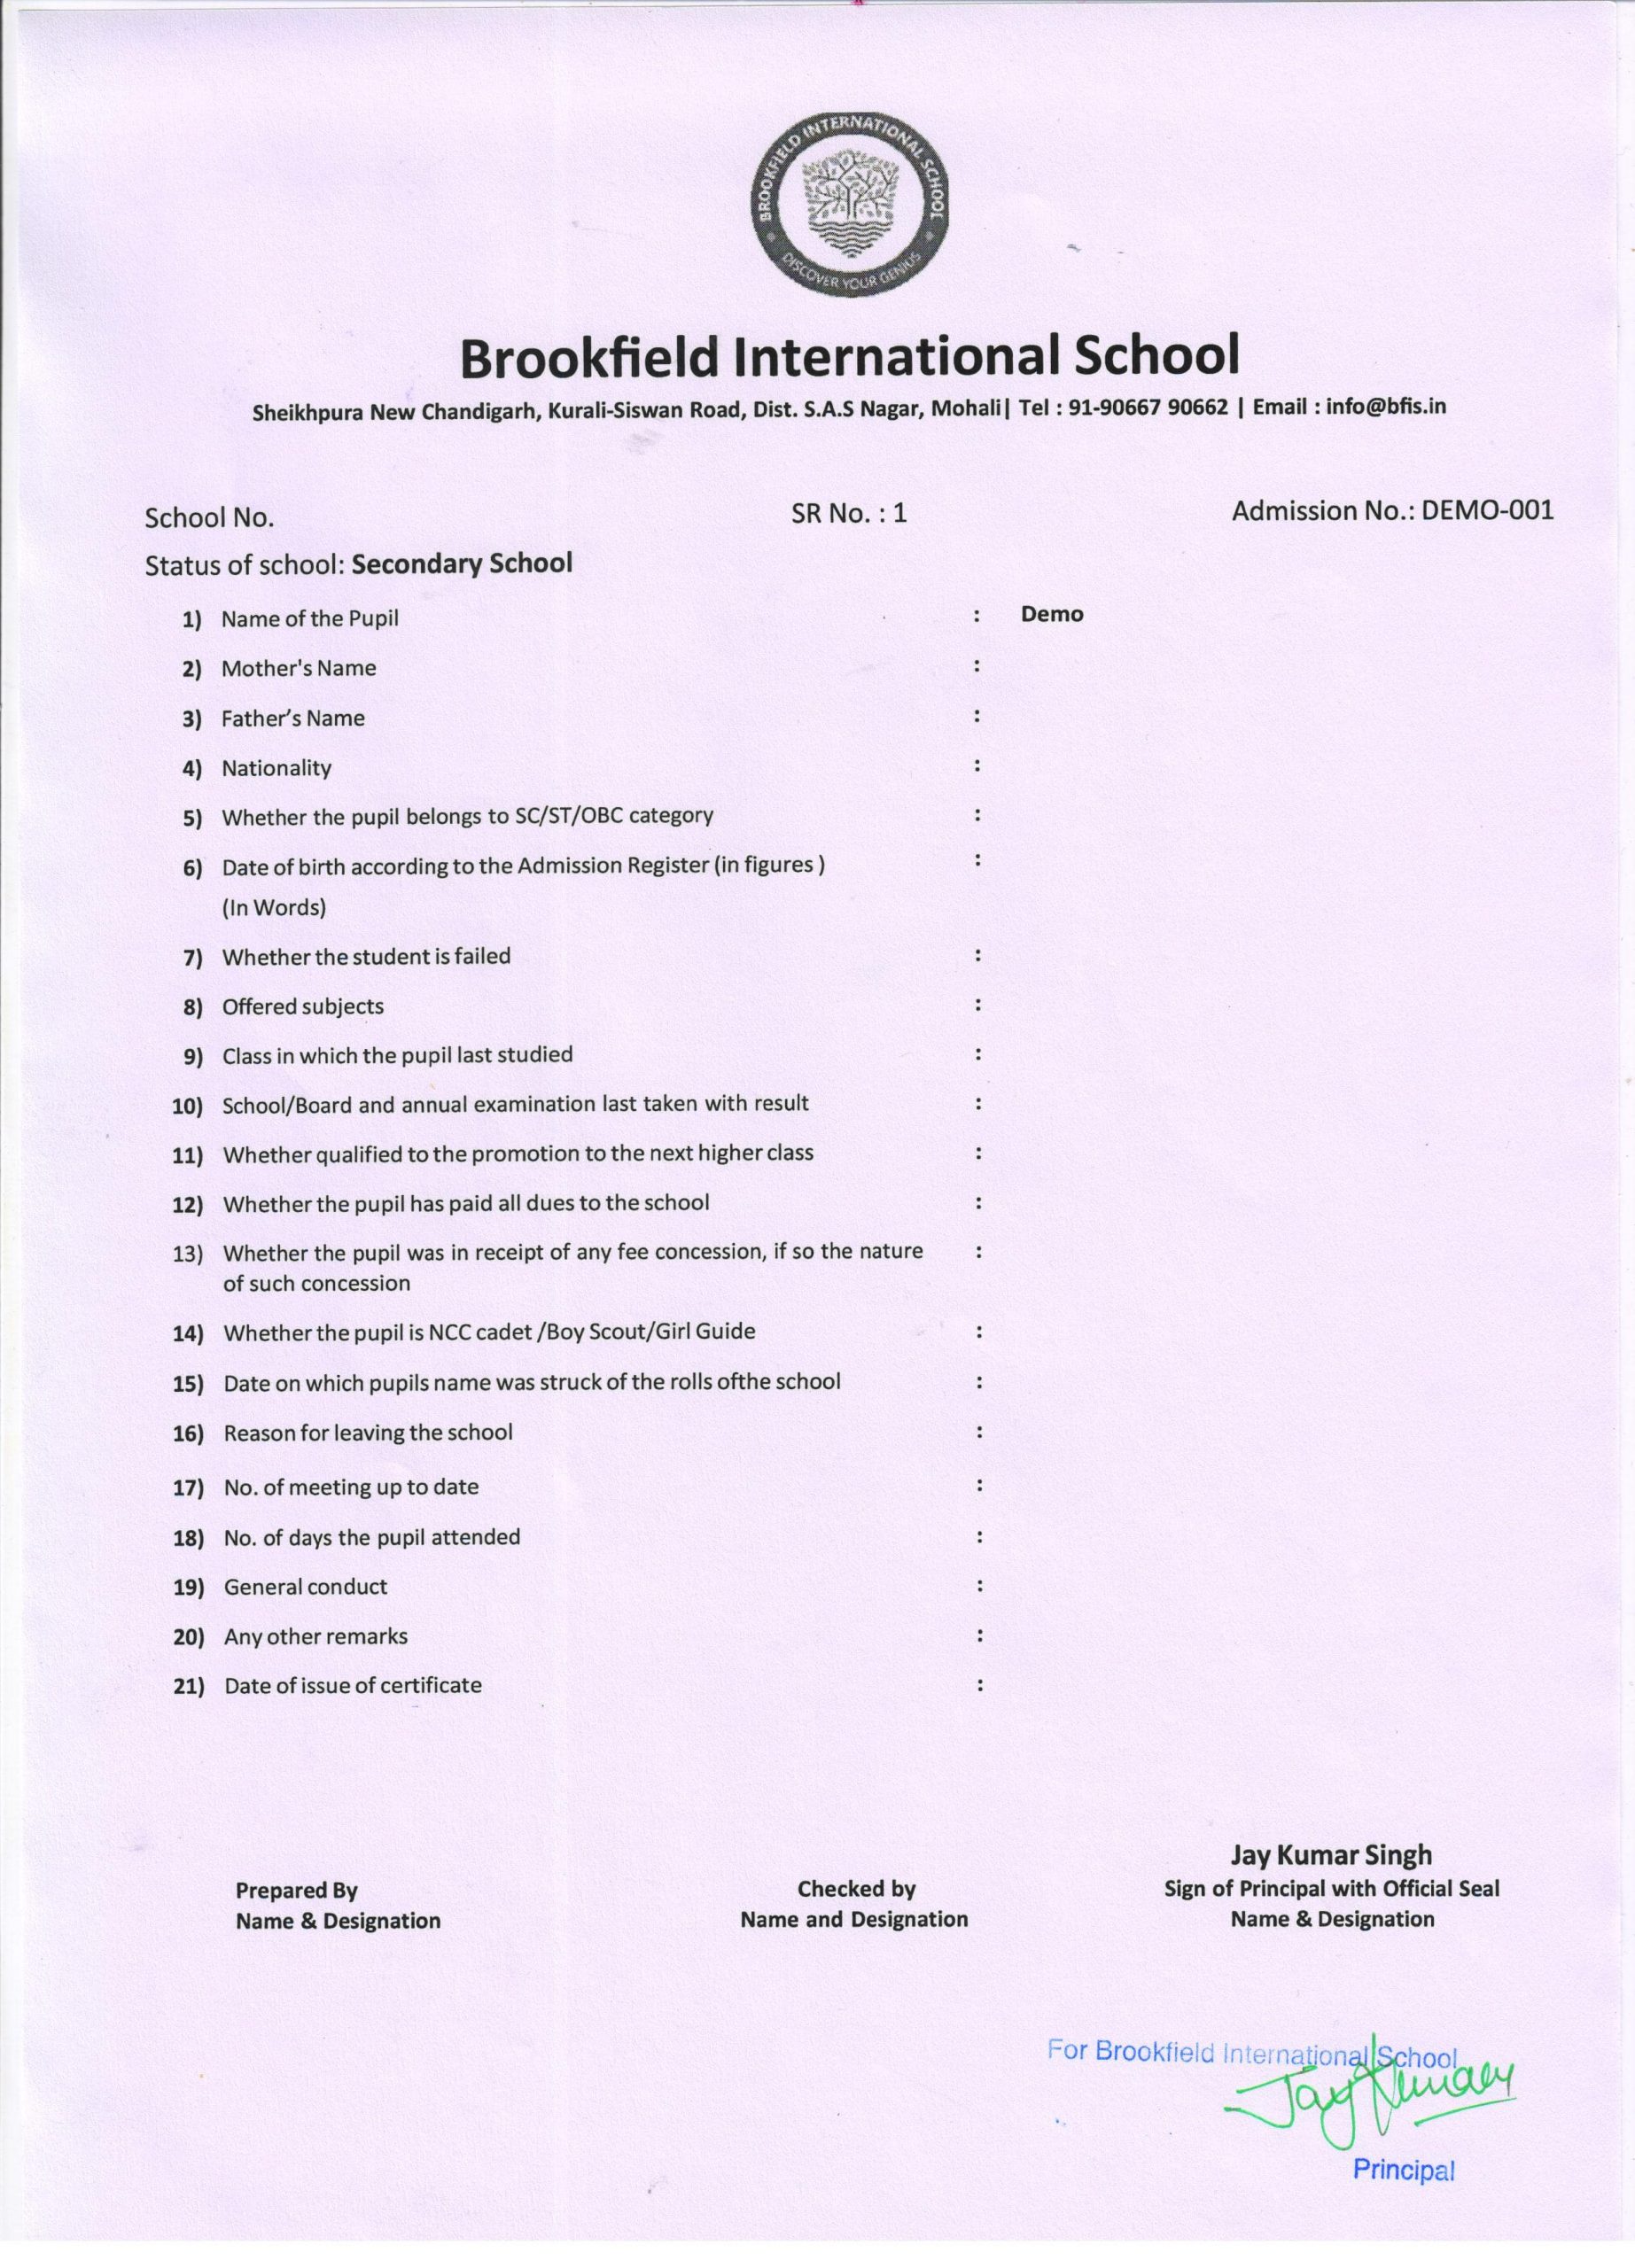 BROOKFIELD INTERNATIONAL SCHOOL
DISCOVER YOUR GENIUS
Brookfield International School
Sheikhpura New Chandigarh, Kurali-Siswan Road, Dist. S.A.S Nagar, Mohali| Tel : 91-90667 90662 | Email : info@bfis.in
School No. SR No. : 1 Admission No.: DEMO-001
Status of school: Secondary School
1) Name of the Pupil : Demo
2) Mother's Name :
3) Father’s Name :
4) Nationality :
5) Whether the pupil belongs to SC/ST/OBC category :
6) Date of birth according to the Admission Register (in figures ) :
(In Words)
7) Whether the student is failed :
8) Offered subjects :
9) Class in which the pupil last studied :
10) School/Board and annual examination last taken with result :
11) Whether qualified to the promotion to the next higher class :
12) Whether the pupil has paid all dues to the school :
13) Whether the pupil was in receipt of any fee concession, if so the nature :
of such concession
14) Whether the pupil is NCC cadet /Boy Scout/Girl Guide :
15) Date on which pupils name was struck of the rolls ofthe school :
16) Reason for leaving the school :
17) No. of meeting up to date :
18) No. of days the pupil attended :
19) General conduct :
20) Any other remarks :
21) Date of issue of certificate :
Jay Kumar Singh
Prepared By Checked by Sign of Principal with Official Seal
Name & Designation Name and Designation Name & Designation
For Brookfield International School
Jay Kumar
Principal